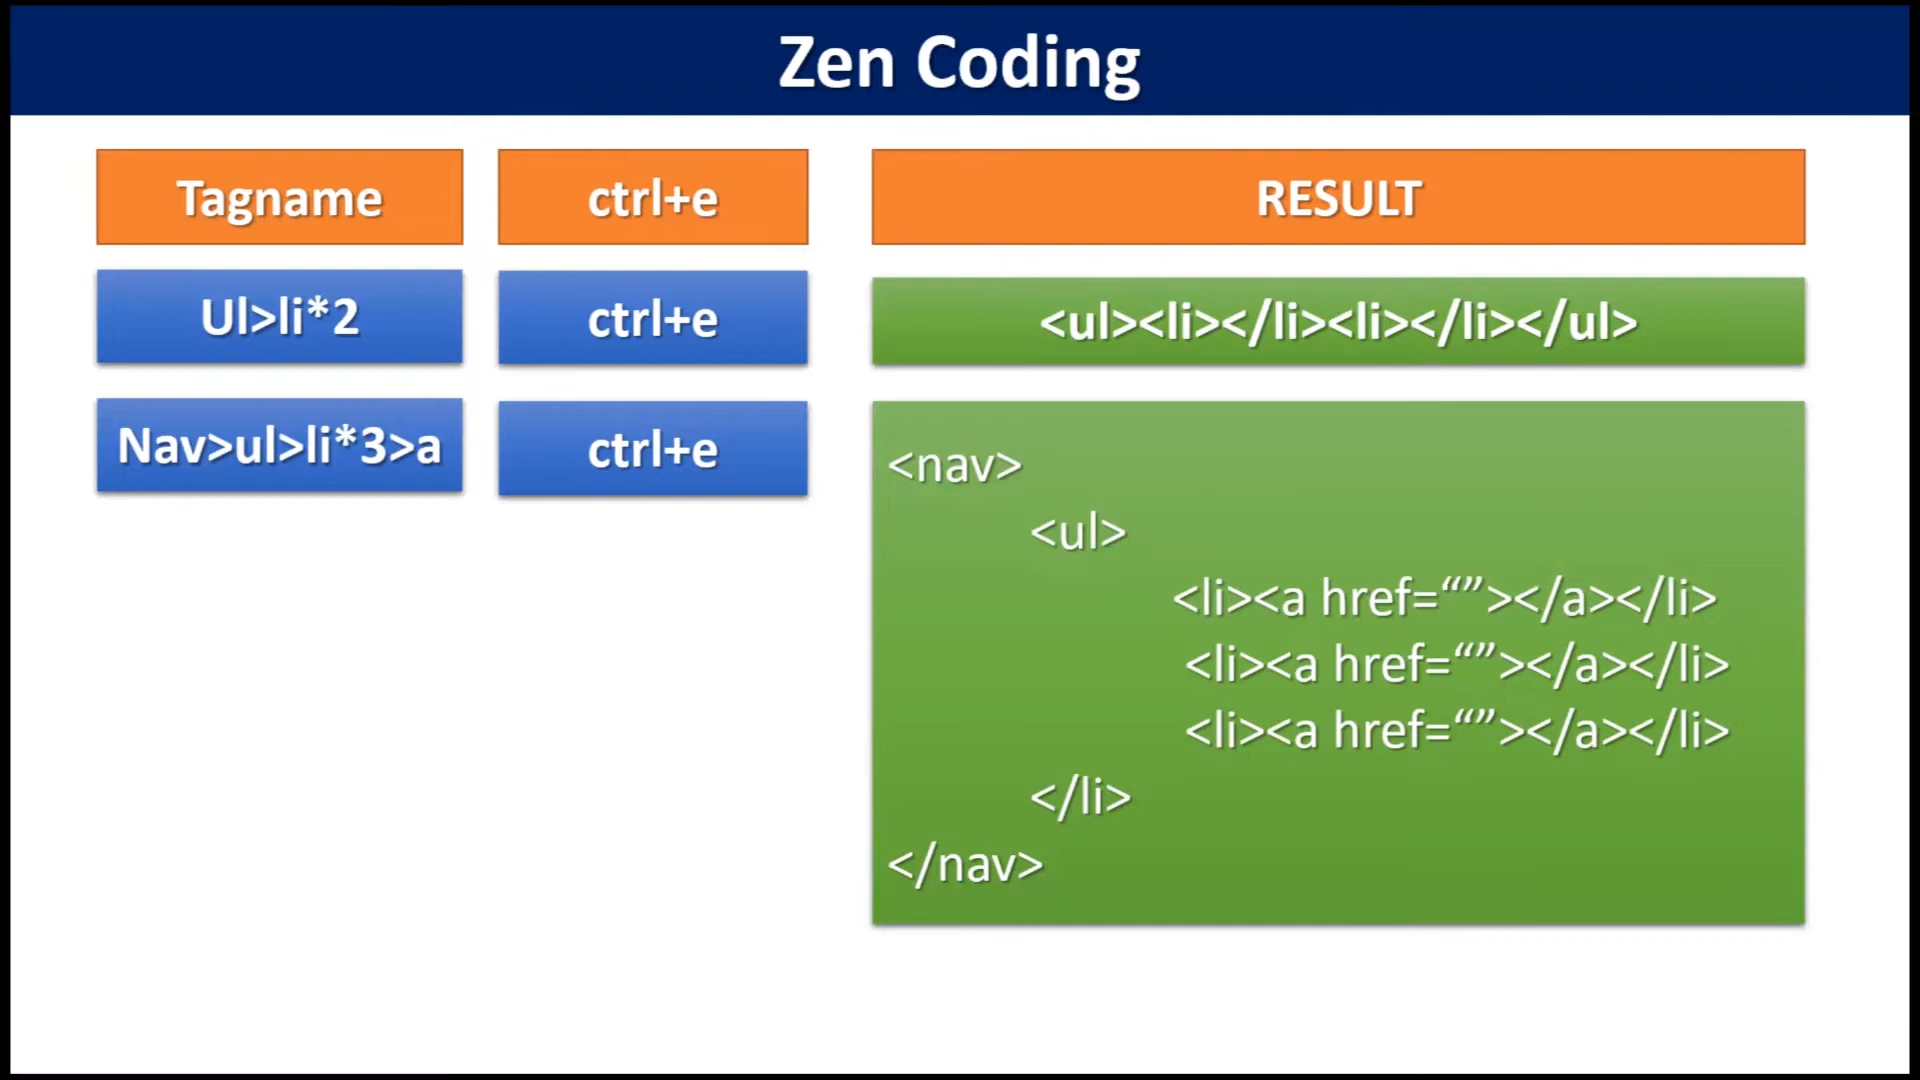 Zen Coding
Tagname
ctrl+e
RESULT
Ul>li*2
ctrl+e
<ul><li></li><li></li></ul>
Nav>ul>li*3>a
ctrl+e
<nav>
<ul>
<li><a href=“”></a></li>
<li><a href=“”></a></li>
<li><a href=“”></a></li>
</li>
</nav>